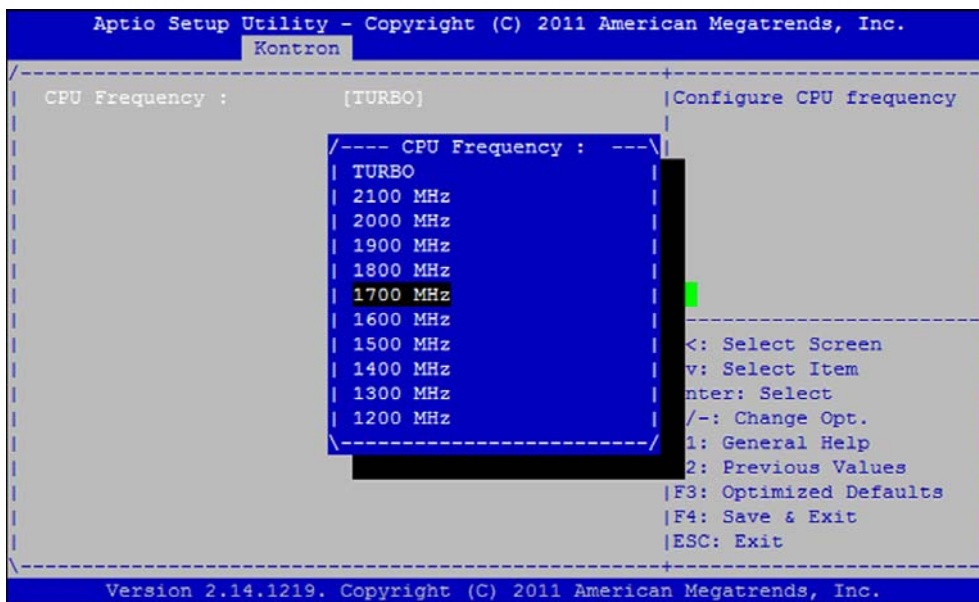 Aptio Setup Utility – Copyright (C) 2011 American Megatrends, Inc.
Kontron
CPU Frequency : [TURBO]
Configure CPU frequency
CPU Frequency :
TURBO
2100 MHz
2000 MHz
1900 MHz
1800 MHz
1700 MHz
1600 MHz
1500 MHz
1400 MHz
1300 MHz
1200 MHz
<: Select Screen
v: Select Item
nter: Select
/-: Change Opt.
1: General Help
2: Previous Values
F3: Optimized Defaults
F4: Save & Exit
ESC: Exit
Version 2.14.1219. Copyright (C) 2011 American Megatrends, Inc.